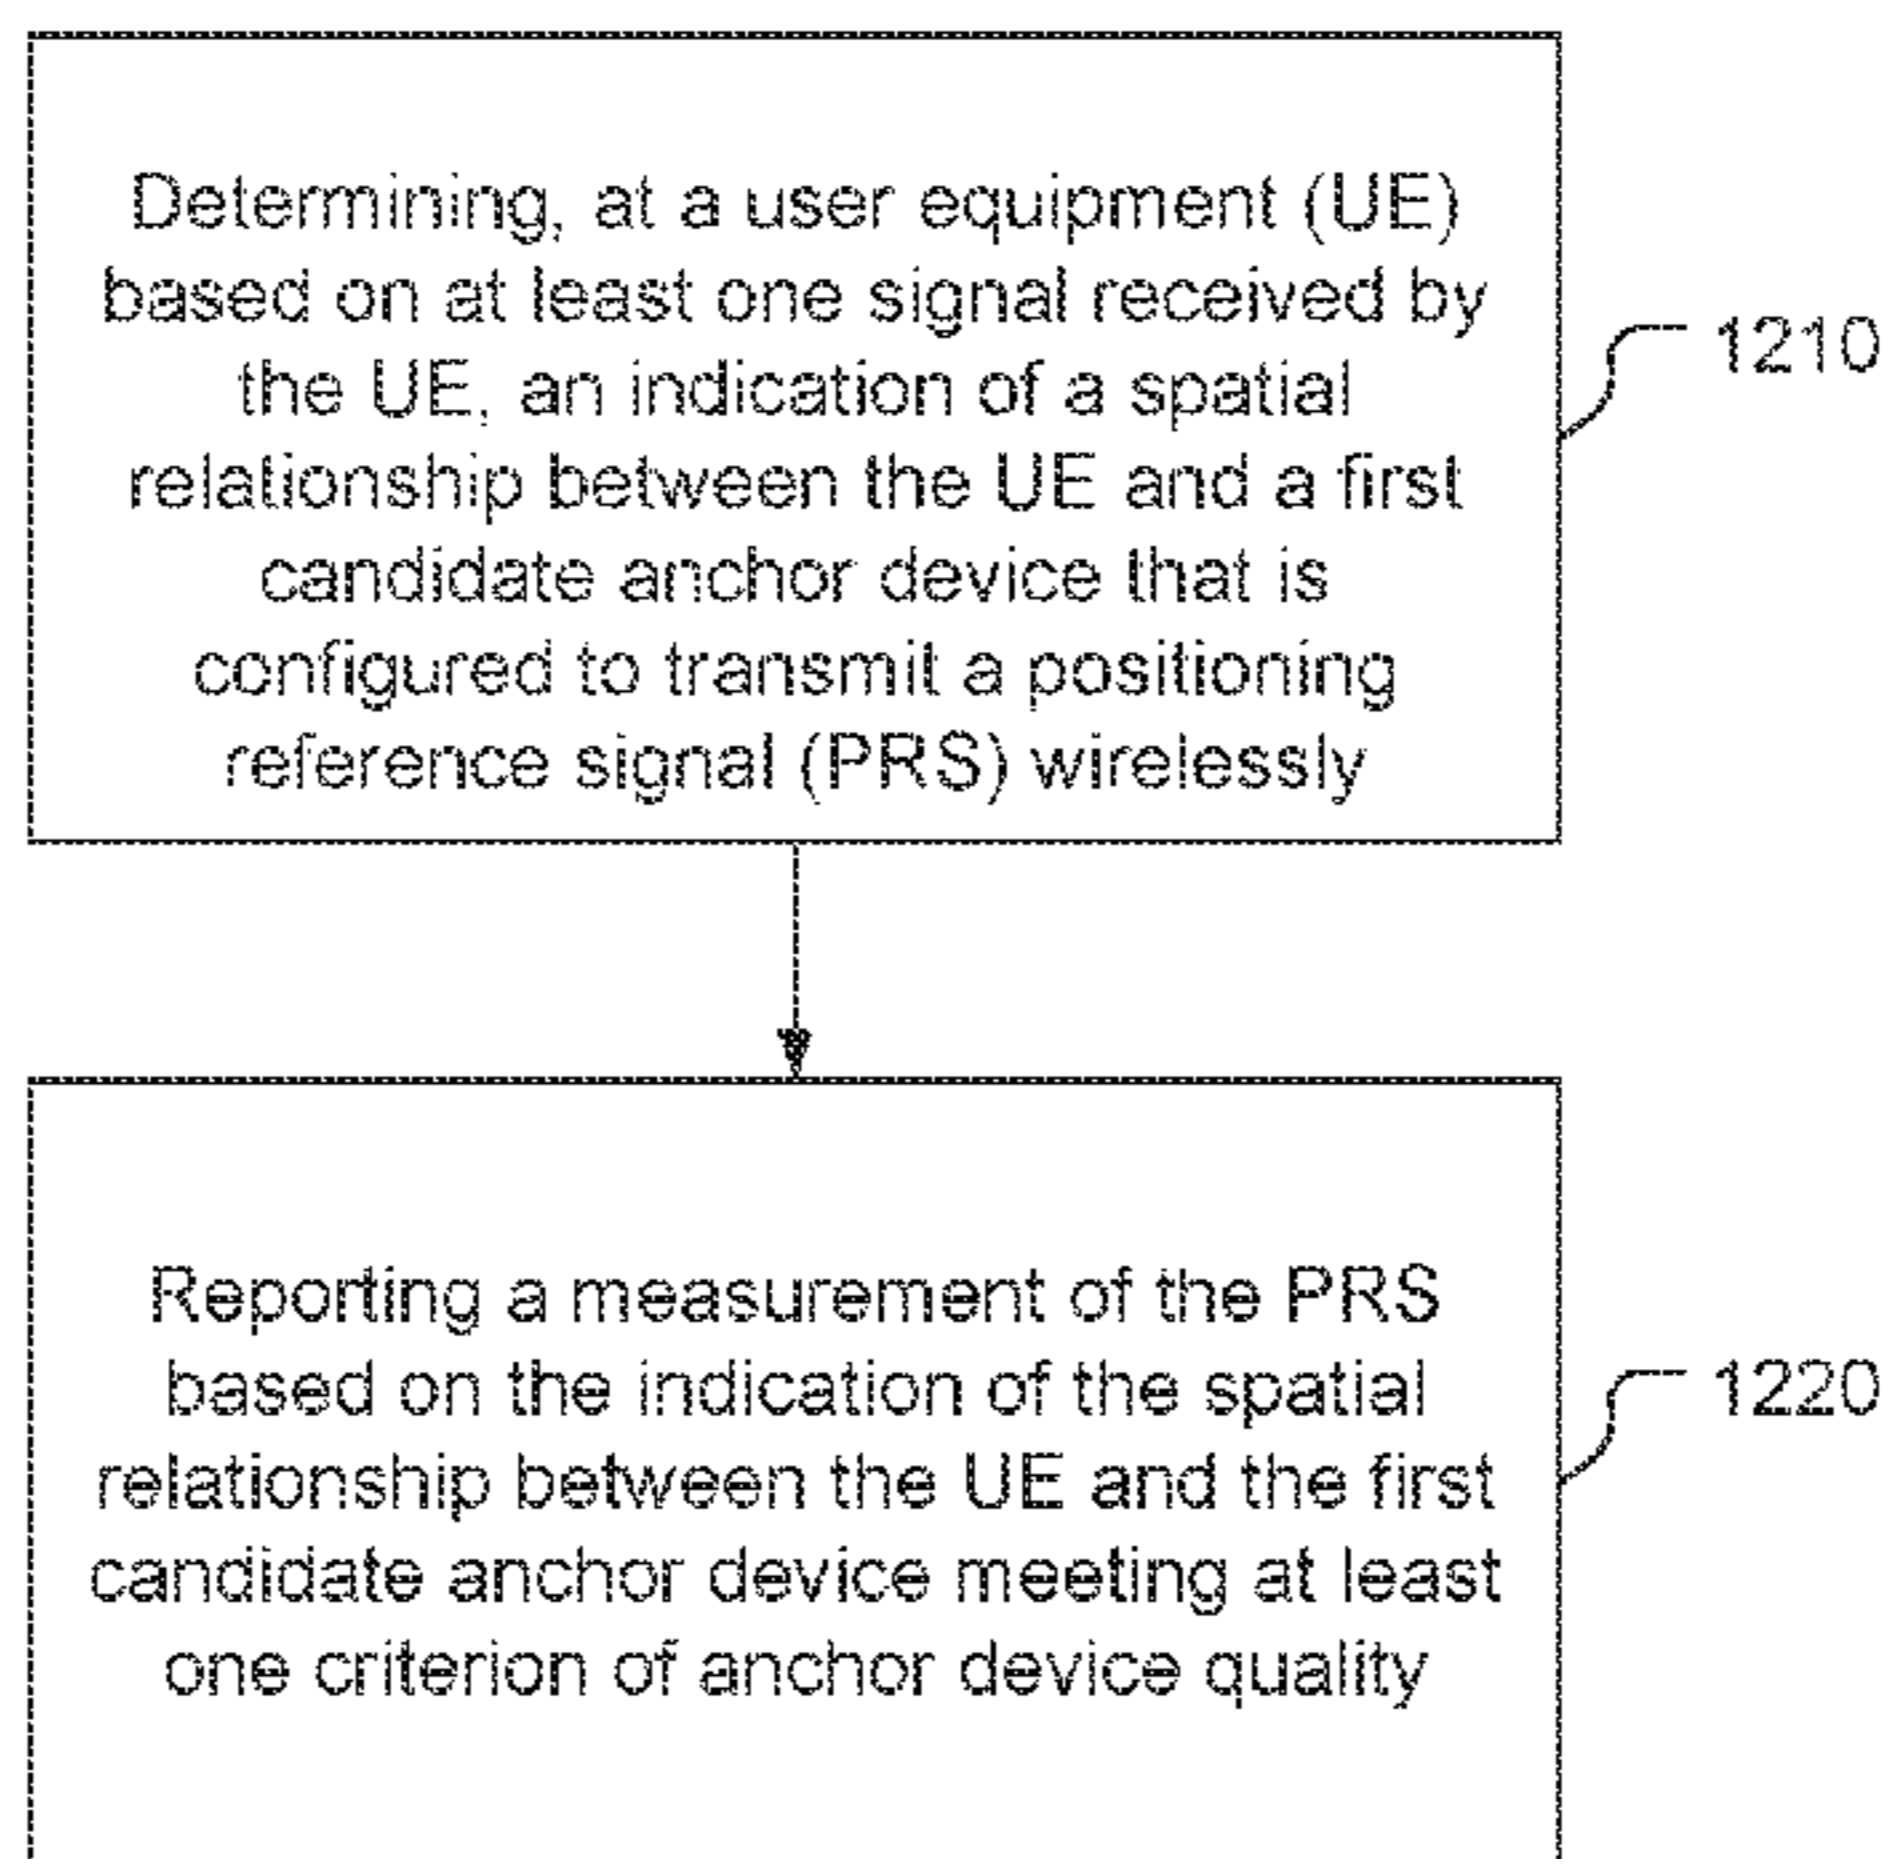 Determining, at a user equipment (UE)
based on at least one signal received by
the UE, an indication of a spatial
relationship between the UE and a first
candidate anchor device that is
configured to transmit a positioning
reference signal (PRS) wirelessly
1210
Reporting a measurement of the PRS
based on the indication of the spatial
relationship between the UE and the first
candidate anchor device meeting at least
one criterion of anchor device quality
1220